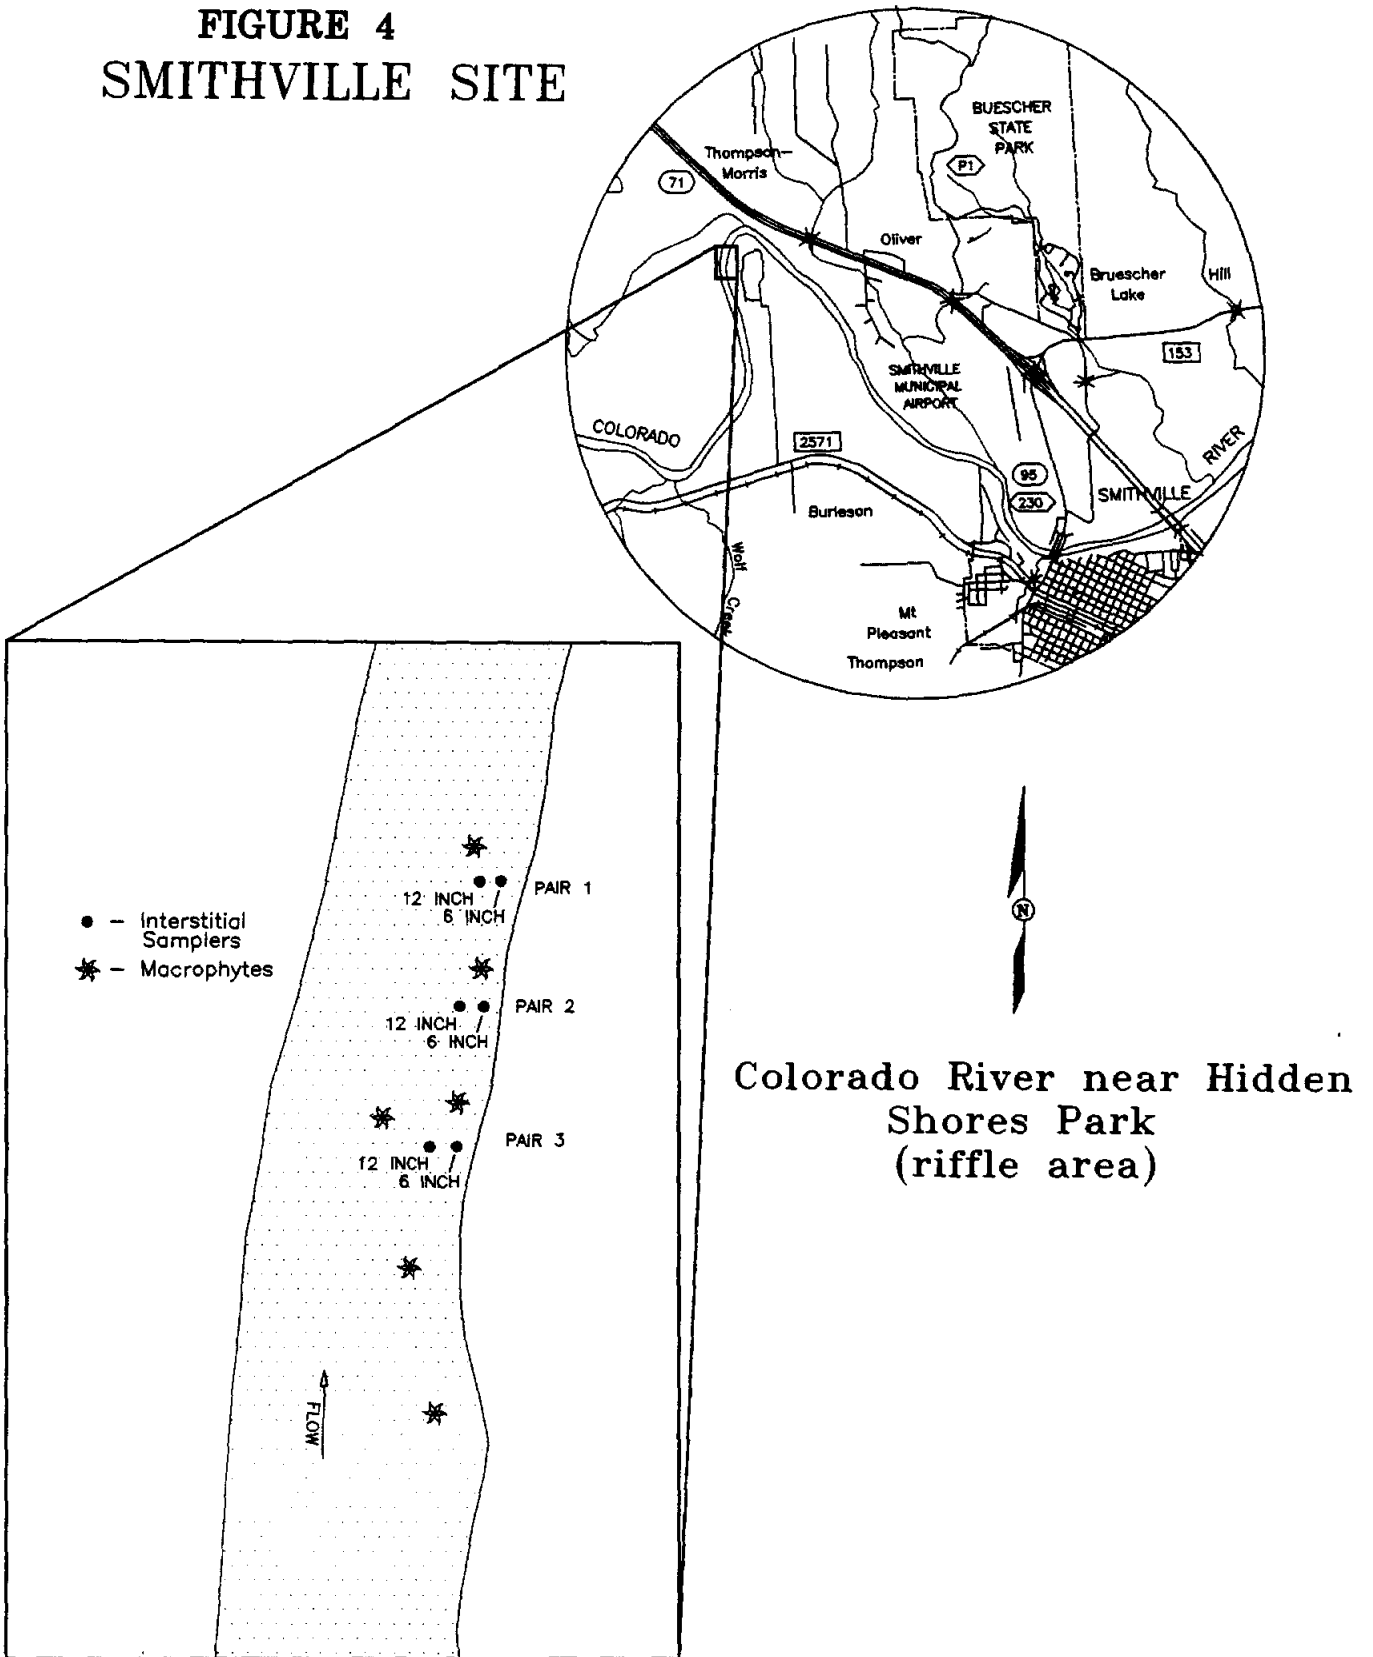 FIGURE 4
SMITHVILLE SITE
BUESCHER
STATE
PARK
P1
Thompson-
Morris
71
Oliver
Bruescher
Lake
Hill
153
SMITHVILLE
MUNICIPAL
AIRPORT
COLORADO
2571
RIVER
95
230
SMITHVILLE
Burleson
Wolf
Creek
Mt
Pleasant
Thompson
12 INCH
6 INCH
PAIR 1
● - Interstitial
Samplers
- Macrophytes
12 INCH
6 INCH
PAIR 2
12 INCH
6 INCH
PAIR 3
FLOW
N
Colorado River near Hidden
Shores Park
(riffle area)